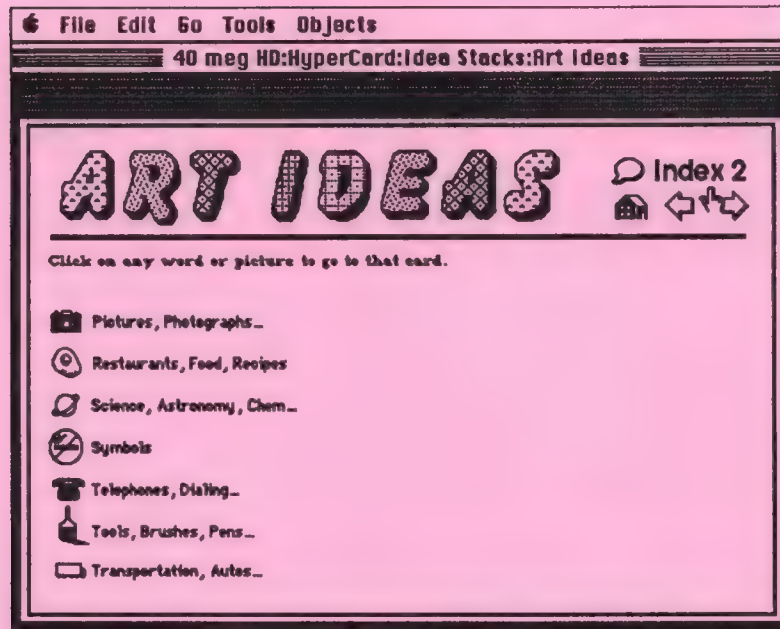 File Edit Go Tools Objects
40 meg HD:HyperCard:Idea Stacks:Art Ideas
ART IDEAS
Index 2
Click on any word or picture to go to that card.
Pictures, Photographs…
Restaurants, Food, Recipes
Science, Astronomy, Chem…
Symbols
Telephones, Dialing…
Tools, Brushes, Pens…
Transportation, Autos…